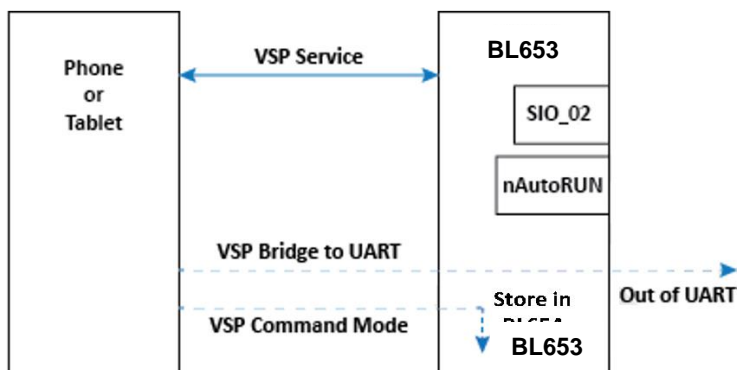 Phone
or
Tablet
VSP Service
BL653
SIO_02
nAutoRUN
VSP Bridge to UART
Out of UART
VSP Command Mode
Store in
BL653